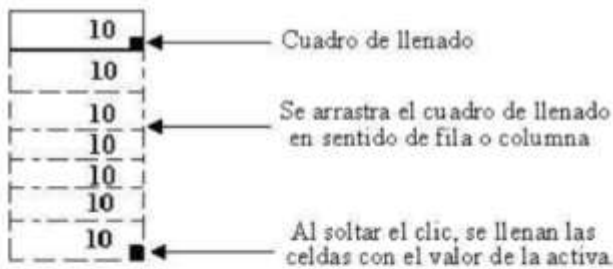 10
Cuadro de llenado
10
10
Se arrastra el cuadro de llenado
en sentido de fila o columna
10
10
10
10
Al soltar el clic, se llenan las
celdas con el valor de la activa